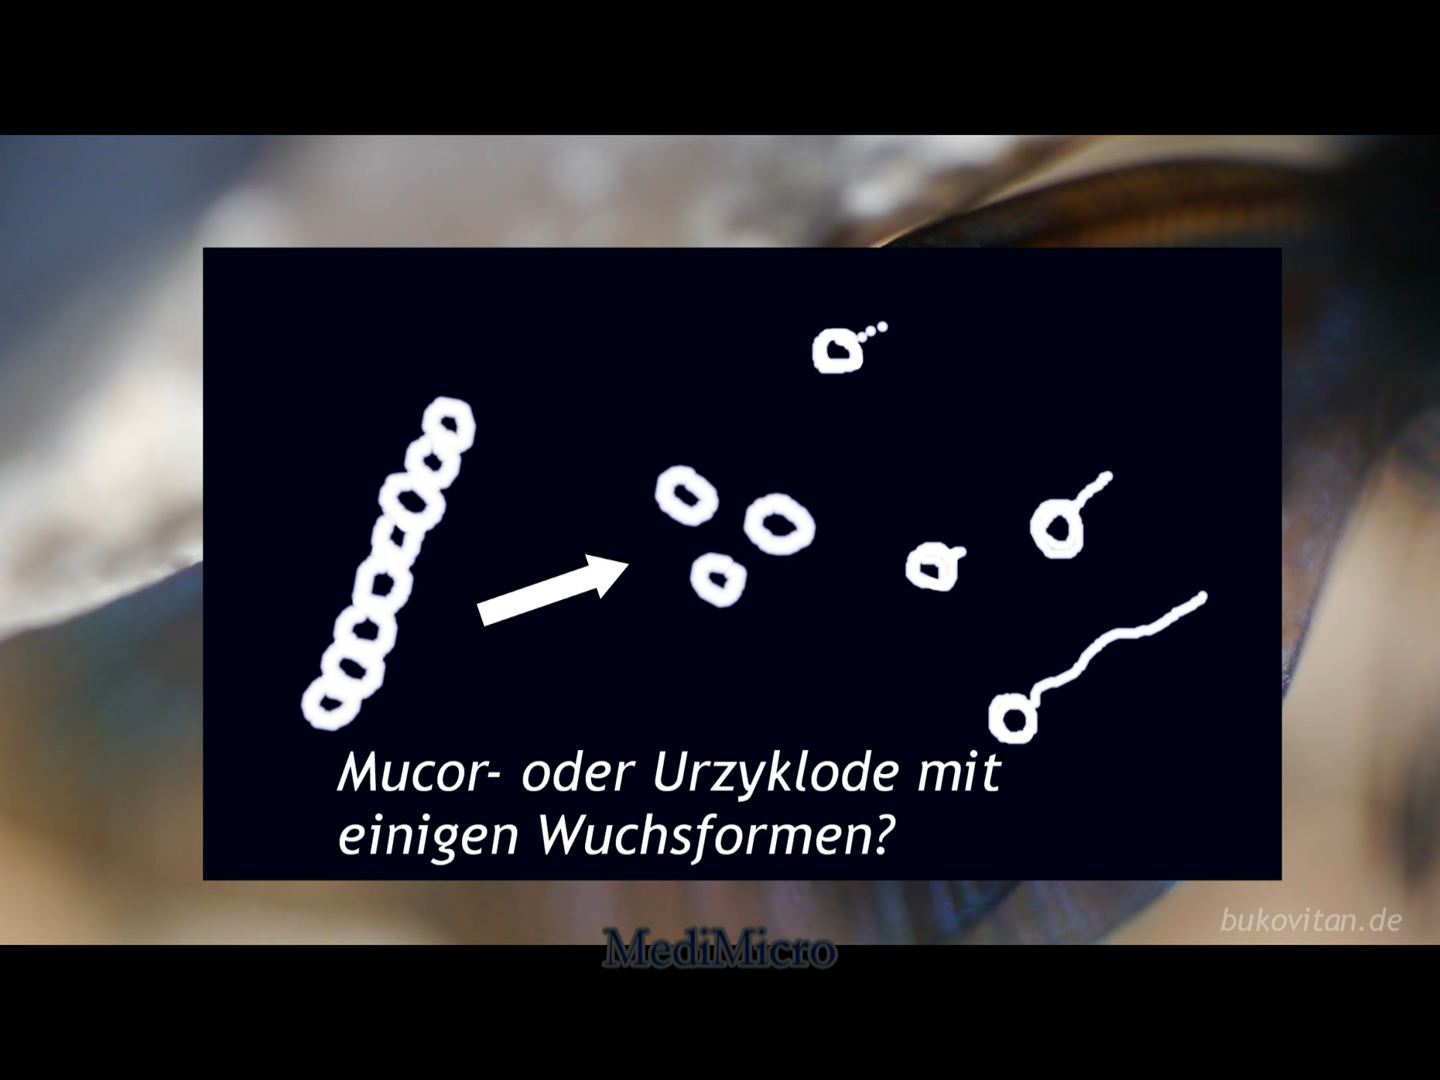 Mucor- oder Urzyklode mit
einigen Wuchsformen?
bukovitan.de
MediMicro